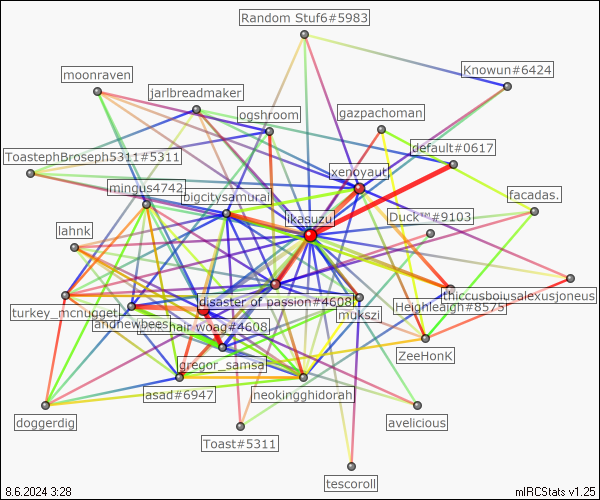 Random Stuf6#5983
Knowun#6424
moonraven
jarlbreadmaker
ogshroom
gazpachoman
default#0617
ToastephBroseph5311#5311
xenoyaut
mingus4742
bigcitysamurai
facadas.
ikasuzu
Duck™#9103
lahnk
disaster of passion#4608
thiccusboiusalexusjoneus
turkey_mcnugget
Heighleagh#8575
mukszi
andnewbees
hair woag#4608
gregor_samsa
ZeeHonK
asad#6947
neokingghidorah
doggerdig
avelicious
Toast#5311
tescoroll
8.6.2024 3:28
mIRCStats v1.25